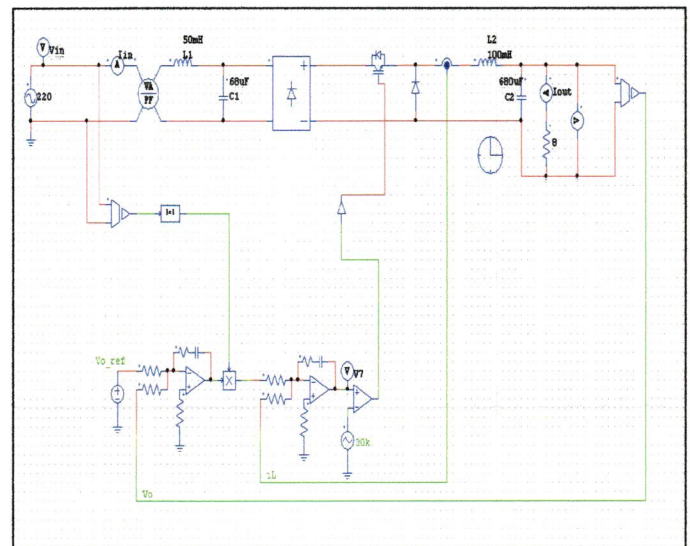 Vin
Iin
50mH
L1
L2
100mH
220
VA
PF
68uF
C1
680uF
C2
Iout
8
V
A
V
|x|
Vo_ref
X
V7
30k
iL
Vo